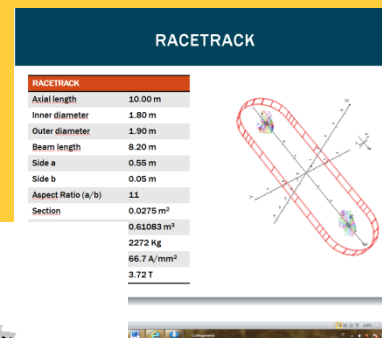 RACETRACK
RACETRACK
Axial length 10.00 m
Inner diameter 1.80 m
Outer diameter 1.90 m
Beam length 8.20 m
Side a 0.55 m
Side b 0.05 m
Aspect Ratio (a/b) 11
Section 0.0275 m²
0.61083 m³
2272 Kg
66.7 A/mm²
3.72 T